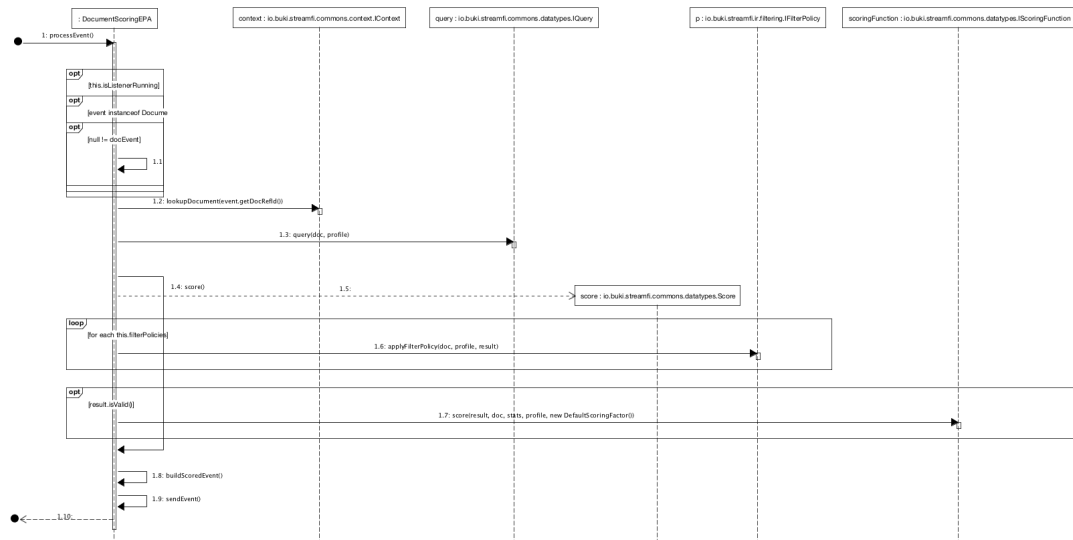 : DocumentScoringEPA
context : io.buki.streamfi.commons.context.IContext
query : io.buki.streamfi.commons.datatypes.IQuery
p : io.buki.streamfi.ir.filtering.IFilterPolicy
scoringFunction : io.buki.streamfi.commons.datatypes.IScoringFunction
1: processEvent()
opt
[this.isListenerRunning]
opt
[event instanceof Docume
opt
[null != docEvent]
1.1
1.2: lookupDocument(event.getDocRefId())
1.3: query(doc, profile)
1.4: score()
1.5:
score : io.buki.streamfi.commons.datatypes.Score
loop
[for each this.filterPolicies]
1.6: applyFilterPolicy(doc, profile, result)
opt
[result.isValid()]
1.7: score(result, doc, stats, profile, new DefaultScoringFactor())
1.8: buildScoredEvent()
1.9: sendEvent()
1.10: